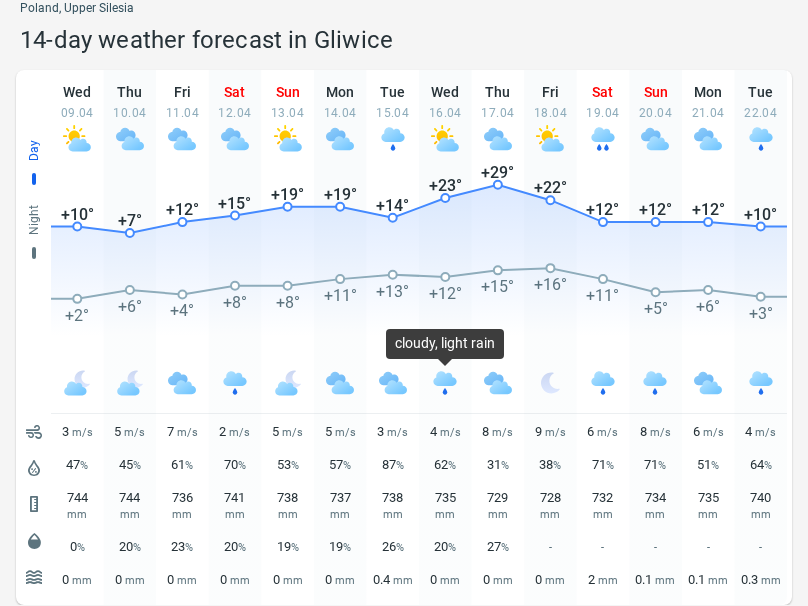 Poland, Upper Silesia
14-day weather forecast in Gliwice
Wed Thu Fri Sat Sun Mon Tue Wed Thu Fri Sat Sun Mon Tue
09.04 10.04 11.04 12.04 13.04 14.04 15.04 16.04 17.04 18.04 19.04 20.04 21.04 22.04
Day
Night
+10° +7° +12° +15° +19° +19° +14° +23° +29° +22° +12° +12° +12° +10°
+2° +6° +4° +8° +8° +11° +13° +12° +15° +16° +11° +5° +6° +3°
cloudy, light rain
3 m/s 5 m/s 7 m/s 2 m/s 5 m/s 5 m/s 3 m/s 4 m/s 8 m/s 9 m/s 6 m/s 8 m/s 6 m/s 4 m/s
47% 45% 61% 70% 53% 57% 87% 62% 31% 38% 71% 71% 51% 64%
744 744 736 741 738 737 738 735 729 728 732 734 735 740
mm mm mm mm mm mm mm mm mm mm mm mm mm mm
0% 20% 23% 20% 19% 19% 26% 20% 27% - - - - -
0 mm 0 mm 0 mm 0 mm 0 mm 0 mm 0.4 mm 0 mm 0 mm 0 mm 2 mm 0.1 mm 0.1 mm 0.3 mm